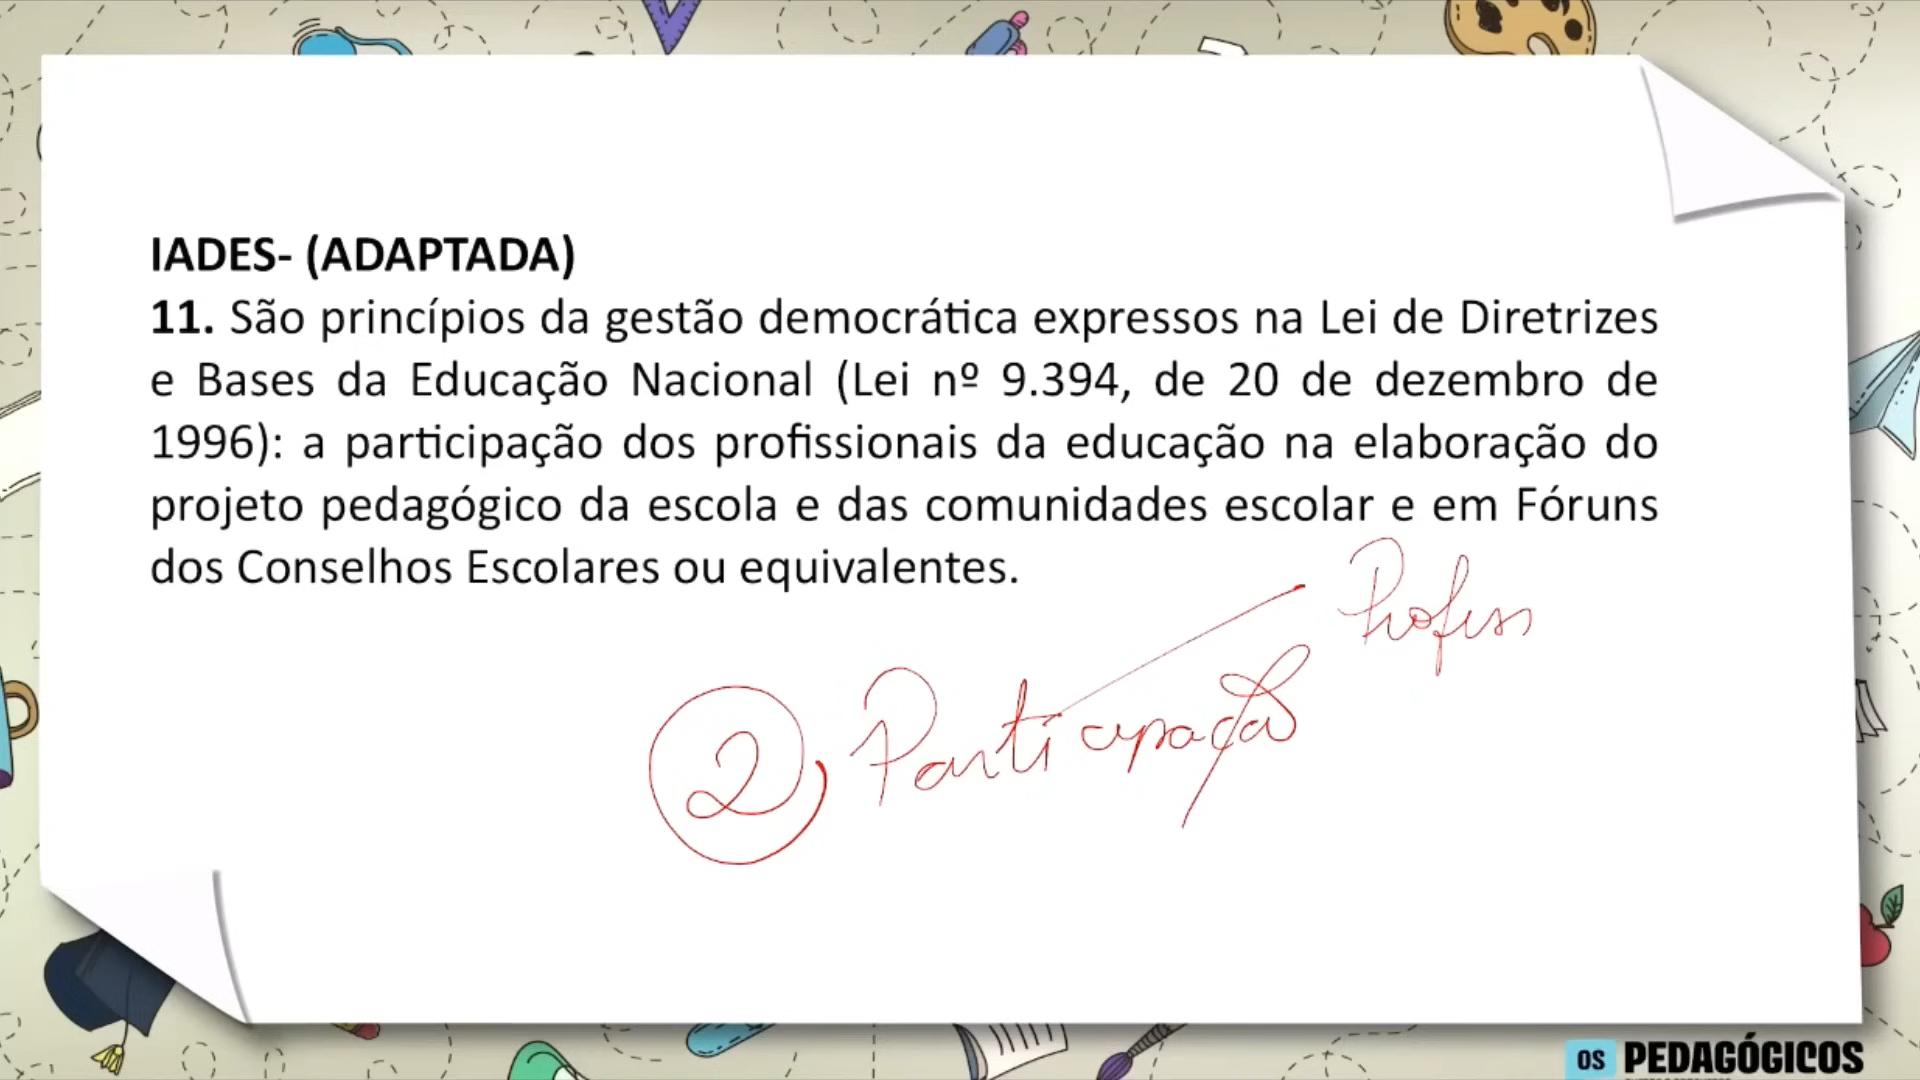 IADES- (ADAPTADA)
11. São princípios da gestão democrática expressos na Lei de Diretrizes
e Bases da Educação Nacional (Lei nº 9.394, de 20 de dezembro de
1996): a participação dos profissionais da educação na elaboração do
projeto pedagógico da escola e das comunidades escolar e em Fóruns
dos Conselhos Escolares ou equivalentes.
Profiss
2, Participação
OS PEDAGÓGICOS